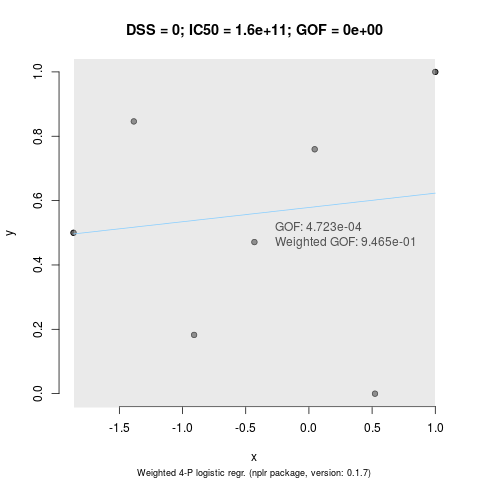 DSS = 0; IC50 = 1.6e+11; GOF = 0e+00
1.0
0.8
0.6
0.4
0.2
0.0
y
GOF: 4.723e-04
Weighted GOF: 9.465e-01
-1.5 -1.0 -0.5 0.0 0.5 1.0
x
Weighted 4-P logistic regr. (nplr package, version: 0.1.7)